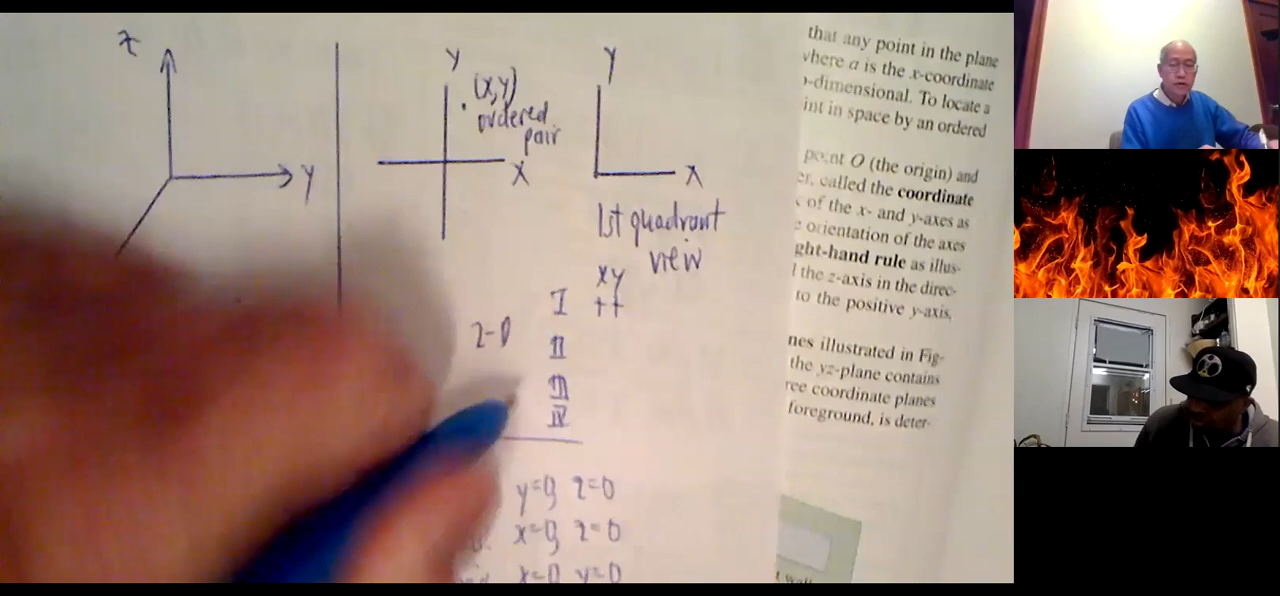 z
y
y
(x,y)
ordered
pair
x
y
x
1st quadrant
view
xy
++
I
II
III
IV
2-D
y=0, z=0
x=0, z=0
x=0 y=0
that any point in the plane
where a is the x-coordinate
-dimensional. To locate a
int in space by an ordered
point O (the origin) and
er, called the coordinate
of the x- and y-axes as
e orientation of the axes
ght-hand rule as illus-
the z-axis in the direc-
to the positive y-axis.
nes illustrated in Fig-
the yz-plane contains
ree coordinate planes
foreground, is deter-